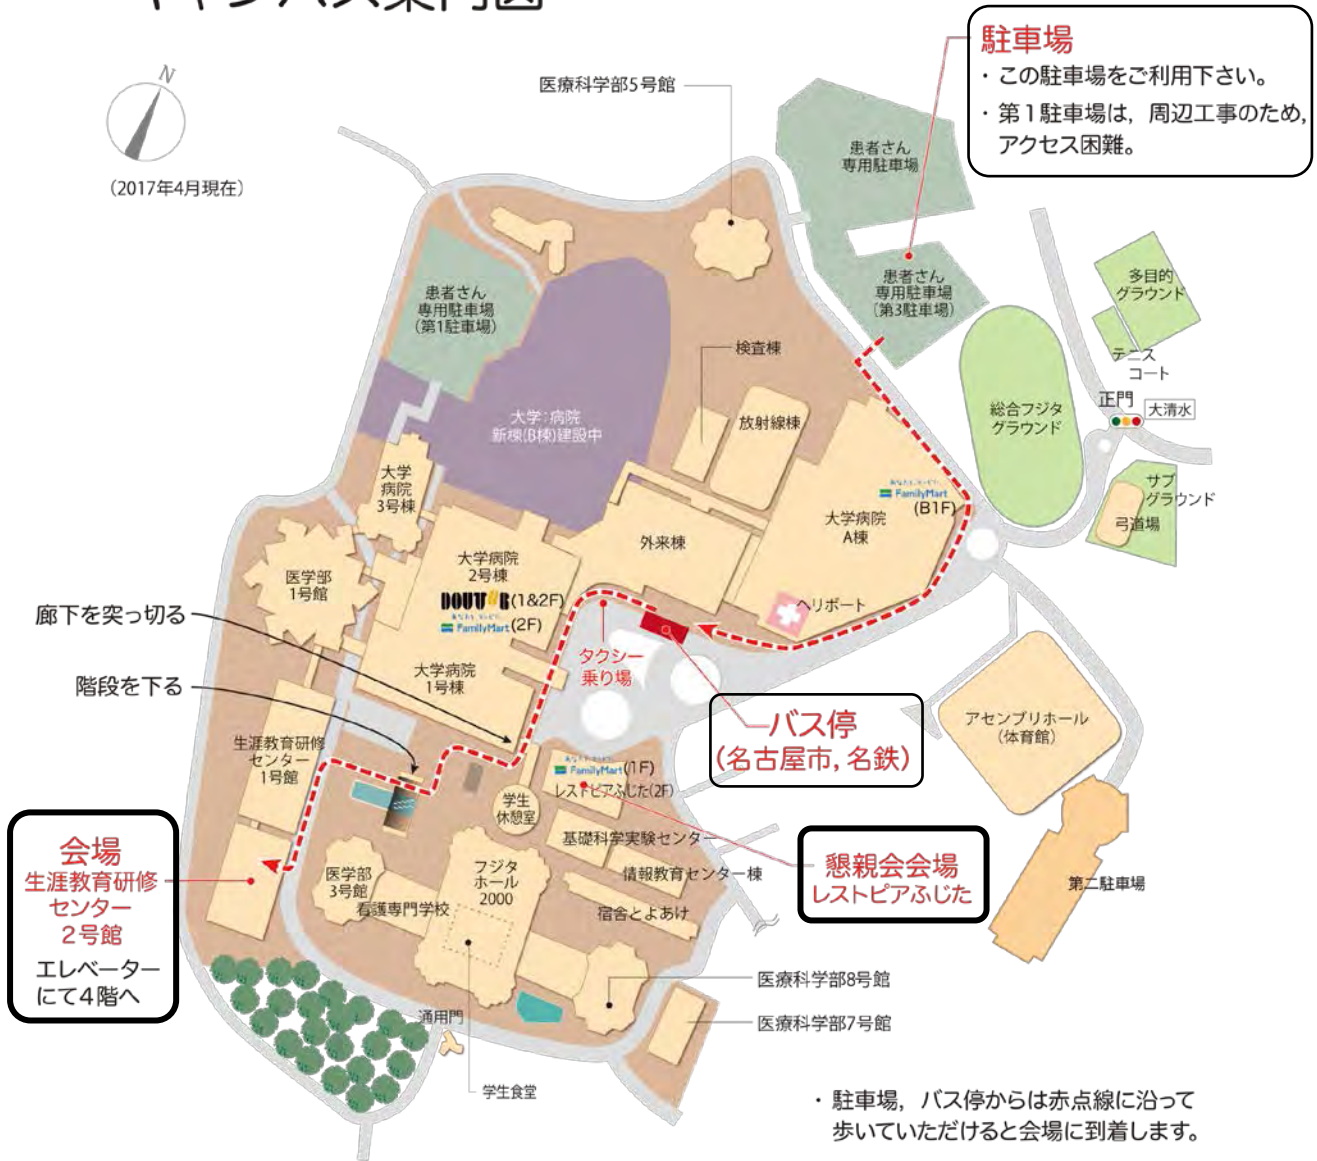 キャンパス案内図
N
(2017年4月現在)
医療科学部5号館
駐車場
・この駐車場をご利用下さい。
・第1駐車場は，周辺工事のため，
アクセス困難。
患者さん
専用駐車場
患者さん
専用駐車場
(第3駐車場)
患者さん
専用駐車場
(第1駐車場)
多目的
グラウンド
テニス
コート
正門
大清水
総合フジタ
グラウンド
サブ
グラウンド
弓道場
検査棟
放射線棟
大学病院
新棟(B棟)建設中
大学
病院
3号棟
FamilyMart
(B1F)
大学病院
A棟
外来棟
ヘリポート
医学部
1号館
大学病院
2号棟
DOUTOR(1&2F)
FamilyMart(2F)
大学病院
1号棟
廊下を突っ切る
階段を下る
タクシー
乗り場
バス停
(名古屋市，名鉄)
アセンブリホール
(体育館)
生涯教育研修
センター
1号館
FamilyMart(1F)
レストピアふじた(2F)
学生
休憩室
基礎科学実験センター
情報教育センター棟
宿舎とよあけ
懇親会会場
レストピアふじた
第二駐車場
会場
生涯教育研修
センター
2号館
エレベーター
にて4階へ
医学部
3号館
看護専門学校
フジタ
ホール
2000
医療科学部8号館
医療科学部7号館
通用門
学生食堂
・駐車場，バス停からは赤点線に沿って
歩いていただけると会場に到着します。